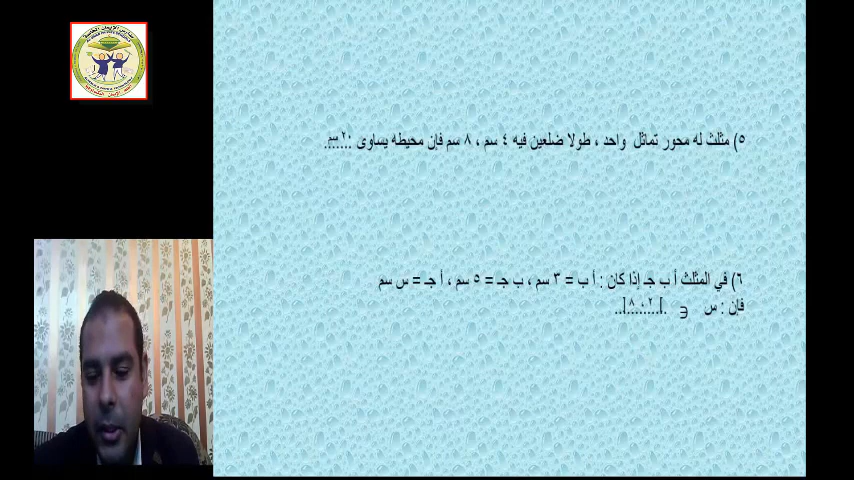 ٥) مثلث له محور تماثل واحد ، طولا ضلعين فيه ٤ سم ، ٨ سم فإن محيطه يساوى ٢٠ سم.......
٦) في المثلث أ ب جـ إذا كان : أ ب = ٣ سم ، ب جـ = ٥ سم ، أ جـ = س سم
فإن : س ∋ .]...٢ ، ٨...[..